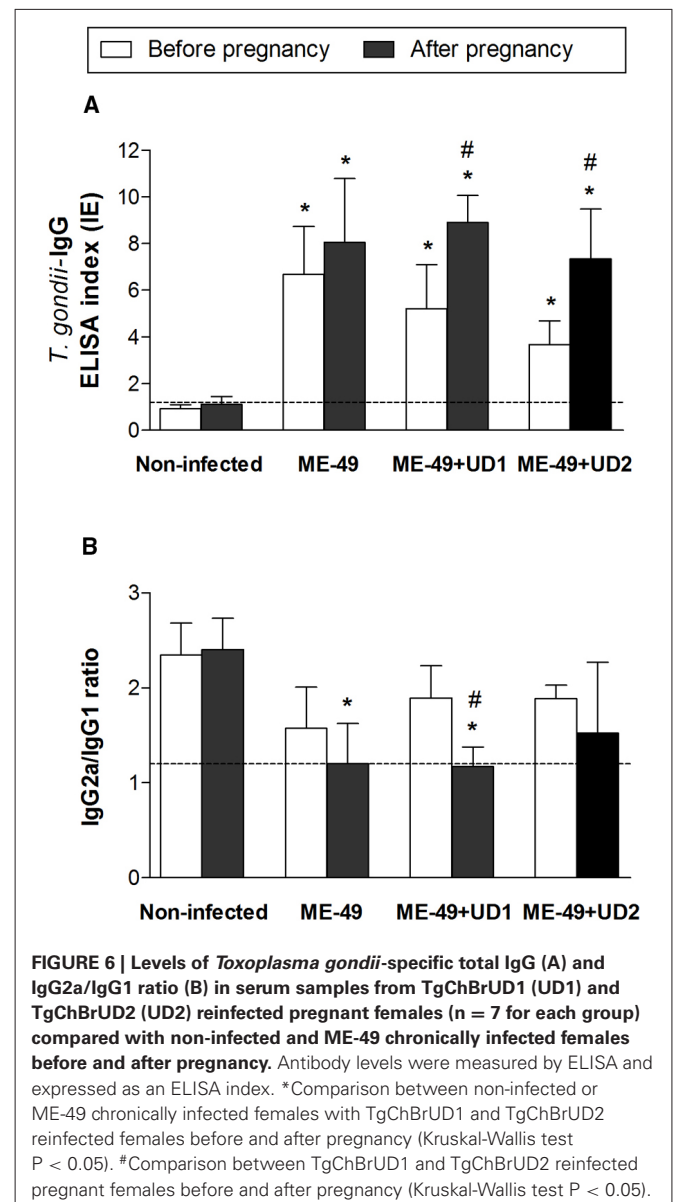 Before pregnancy After pregnancy
A
12
10
8
6
4
2
0
T. gondii-IgG
ELISA index (IE)
* * * # * * # *
Non-infected ME-49 ME-49+UD1 ME-49+UD2
B
3
2
1
0
IgG2a/IgG1 ratio
* # *
Non-infected ME-49 ME-49+UD1 ME-49+UD2
FIGURE 6 | Levels of Toxoplasma gondii-specific total IgG (A) and
IgG2a/IgG1 ratio (B) in serum samples from TgChBrUD1 (UD1) and
TgChBrUD2 (UD2) reinfected pregnant females (n = 7 for each group)
compared with non-infected and ME-49 chronically infected females
before and after pregnancy. Antibody levels were measured by ELISA and
expressed as an ELISA index. *Comparison between non-infected or
ME-49 chronically infected females with TgChBrUD1 and TgChBrUD2
reinfected females before and after pregnancy (Kruskal-Wallis test
P < 0.05). #Comparison between TgChBrUD1 and TgChBrUD2 reinfected
pregnant females before and after pregnancy (Kruskal-Wallis test P < 0.05).